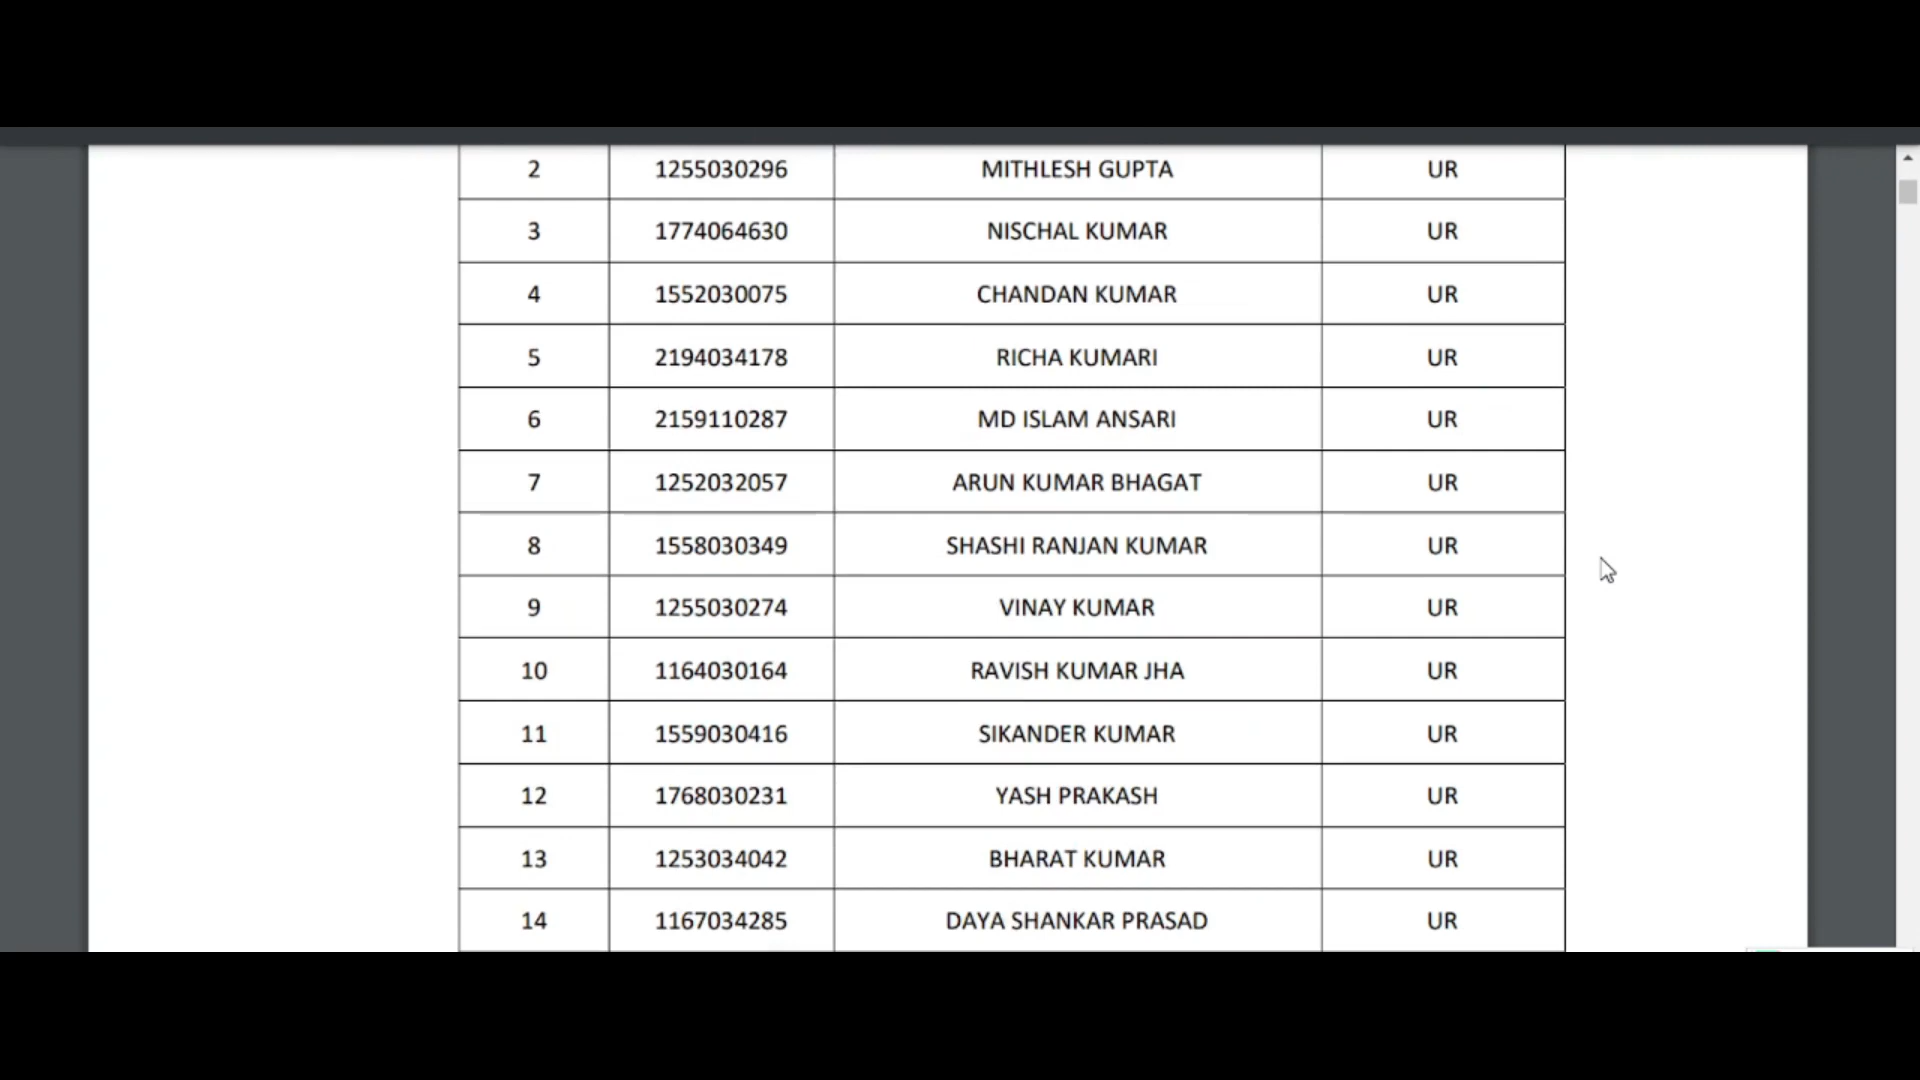 2 1255030296 MITHLESH GUPTA UR
3 1774064630 NISCHAL KUMAR UR
4 1552030075 CHANDAN KUMAR UR
5 2194034178 RICHA KUMARI UR
6 2159110287 MD ISLAM ANSARI UR
7 1252032057 ARUN KUMAR BHAGAT UR
8 1558030349 SHASHI RANJAN KUMAR UR
9 1255030274 VINAY KUMAR UR
10 1164030164 RAVISH KUMAR JHA UR
11 1559030416 SIKANDER KUMAR UR
12 1768030231 YASH PRAKASH UR
13 1253034042 BHARAT KUMAR UR
14 1167034285 DAYA SHANKAR PRASAD UR